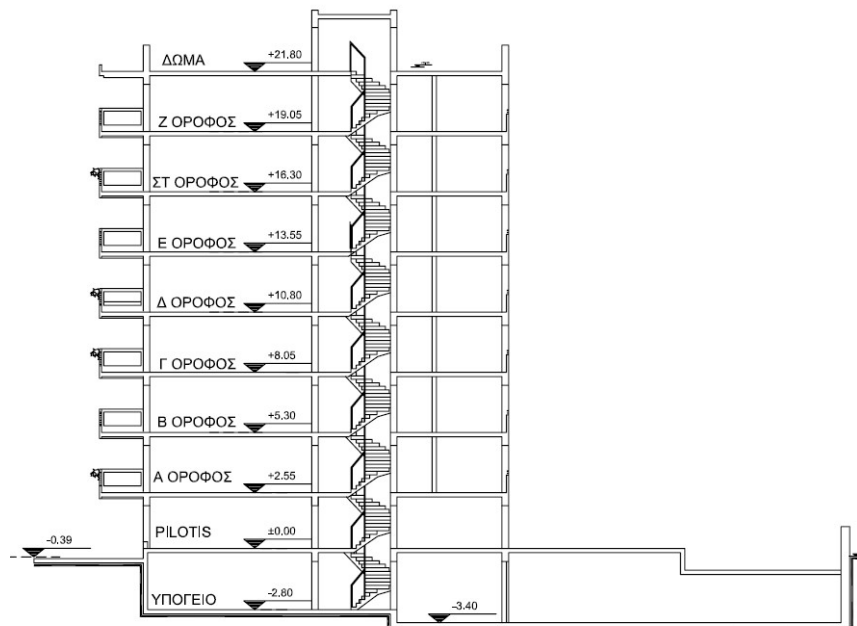 ΔΩΜΑ +21.80
Ζ ΟΡΟΦΟΣ +19.05
ΣΤ ΟΡΟΦΟΣ +16.30
Ε ΟΡΟΦΟΣ +13.55
Δ ΟΡΟΦΟΣ +10.80
Γ ΟΡΟΦΟΣ +8.05
Β ΟΡΟΦΟΣ +5.30
Α ΟΡΟΦΟΣ +2.55
PILOTIS ±0,00
-0.39
ΥΠΟΓΕΙΟ -2.80
-3.40